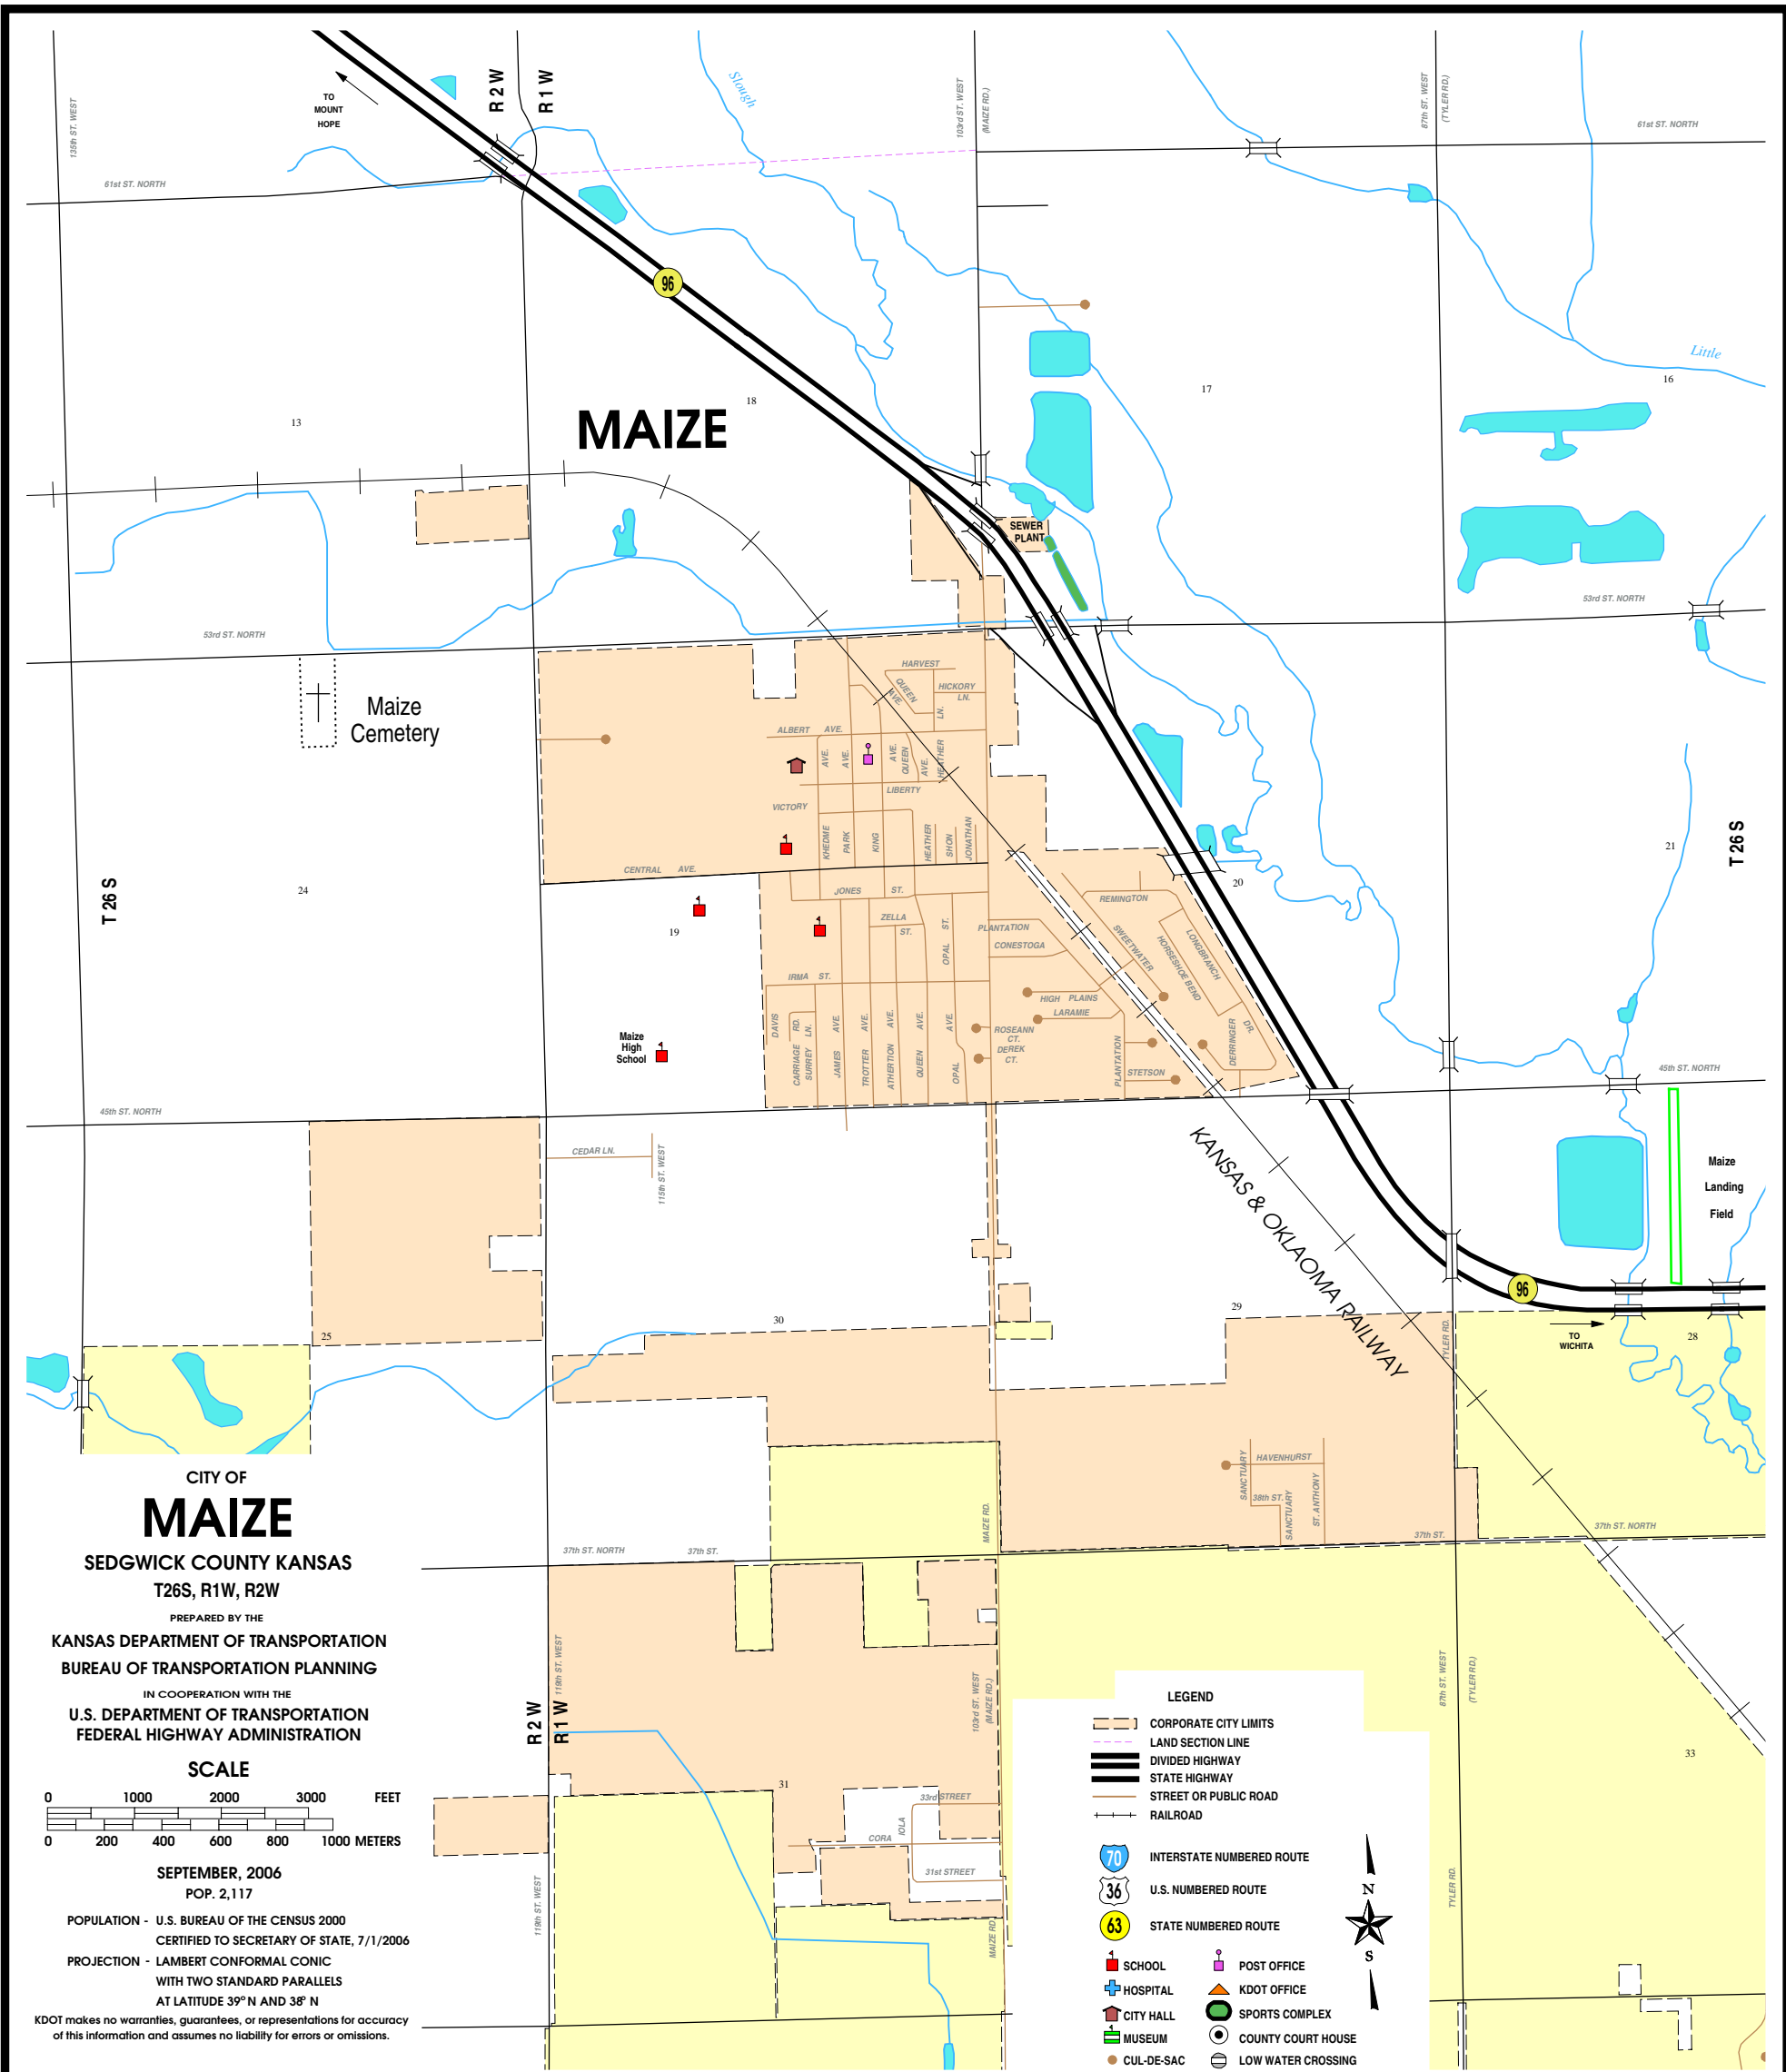 TO
MOUNT
HOPE
R 2 W
R 1 W
Slough
135th ST. WEST
103rd ST. WEST
(MAIZE RD.)
87th ST. WEST
(TYLER RD.)
61st ST. NORTH
61st ST. NORTH
96
Little
13
18
17
16
MAIZE
SEWER
PLANT
53rd ST. NORTH
53rd ST. NORTH
Maize
Cemetery
HARVEST
QUEEN
AVE.
HICKORY
LN.
LN.
ALBERT AVE.
AVE.
AVE.
AVE.
QUEEN
AVE.
HEATHER
LIBERTY
VICTORY
KHEDME
PARK
KING
HEATHER
SHON
JONATHAN
CENTRAL AVE.
T 26 S
T 26 S
24
19
20
21
JONES ST.
ZELLA
ST.
OPAL ST.
PLANTATION
CONESTOGA
REMINGTON
SWEETWATER
HORSESHOE BEND
LONGBRANCH
IRMA ST.
HIGH PLAINS
LARAMIE
ROSEANN
CT.
DEREK
CT.
DAVIS
CARRIAGE RD.
SURREY LN.
JAMES AVE.
TROTTER AVE.
ATHERTION AVE.
QUEEN AVE.
OPAL AVE.
PLANTATION
STETSON
DERRINGER
DR.
Maize
High
School
45th ST. NORTH
45th ST. NORTH
CEDAR LN.
115th ST. WEST
KANSAS & OKLAOMA RAILWAY
Maize
Landing
Field
96
TO
WICHITA
25
30
29
28
TYLER RD.
SANCTUARY
HAVENHURST
38th ST.
SANCTUARY
ST. ANTHONY
MAIZE RD.
37th ST. NORTH
37th ST.
37th ST.
37th ST. NORTH
CITY OF
MAIZE
SEDGWICK COUNTY KANSAS
T26S, R1W, R2W
PREPARED BY THE
KANSAS DEPARTMENT OF TRANSPORTATION
BUREAU OF TRANSPORTATION PLANNING
IN COOPERATION WITH THE
U.S. DEPARTMENT OF TRANSPORTATION
FEDERAL HIGHWAY ADMINISTRATION
SCALE
0 1000 2000 3000 FEET
0 200 400 600 800 1000 METERS
SEPTEMBER, 2006
POP. 2,117
POPULATION - U.S. BUREAU OF THE CENSUS 2000
CERTIFIED TO SECRETARY OF STATE, 7/1/2006
PROJECTION - LAMBERT CONFORMAL CONIC
WITH TWO STANDARD PARALLELS
AT LATITUDE 39° N AND 38° N
KDOT makes no warranties, guarantees, or representations for accuracy
of this information and assumes no liability for errors or omissions.
119th ST. WEST
R 2 W
R 1 W
119th ST. WEST
103rd ST. WEST
(MAIZE RD.)
87th ST. WEST
(TYLER RD.)
31
33
33rd STREET
IOLA
CORA
31st STREET
MAIZE RD.
TYLER RD.
LEGEND
CORPORATE CITY LIMITS
LAND SECTION LINE
DIVIDED HIGHWAY
STATE HIGHWAY
STREET OR PUBLIC ROAD
RAILROAD
70 INTERSTATE NUMBERED ROUTE
36 U.S. NUMBERED ROUTE
63 STATE NUMBERED ROUTE
N
S
SCHOOL
POST OFFICE
HOSPITAL
KDOT OFFICE
CITY HALL
SPORTS COMPLEX
MUSEUM
COUNTY COURT HOUSE
CUL-DE-SAC
LOW WATER CROSSING